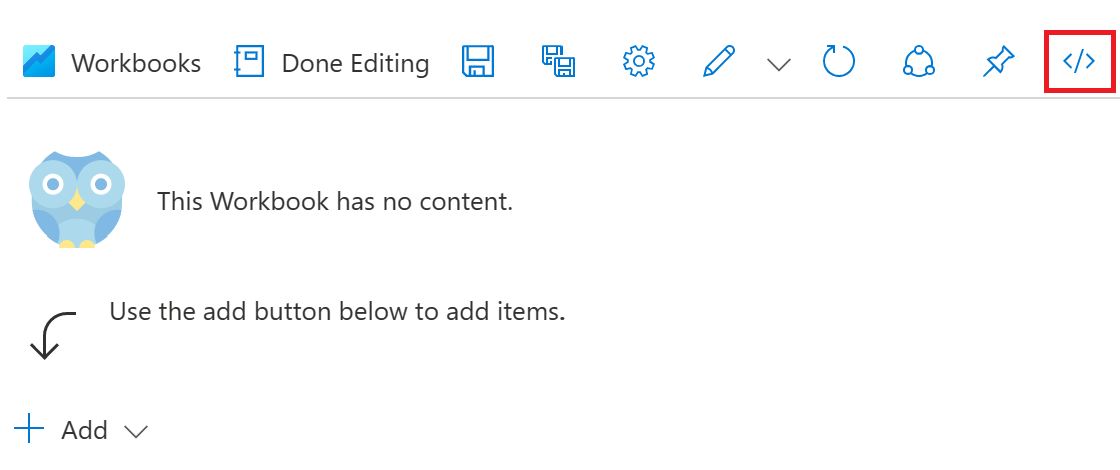 Workbooks Done Editing
This Workbook has no content.
Use the add button below to add items.
Add